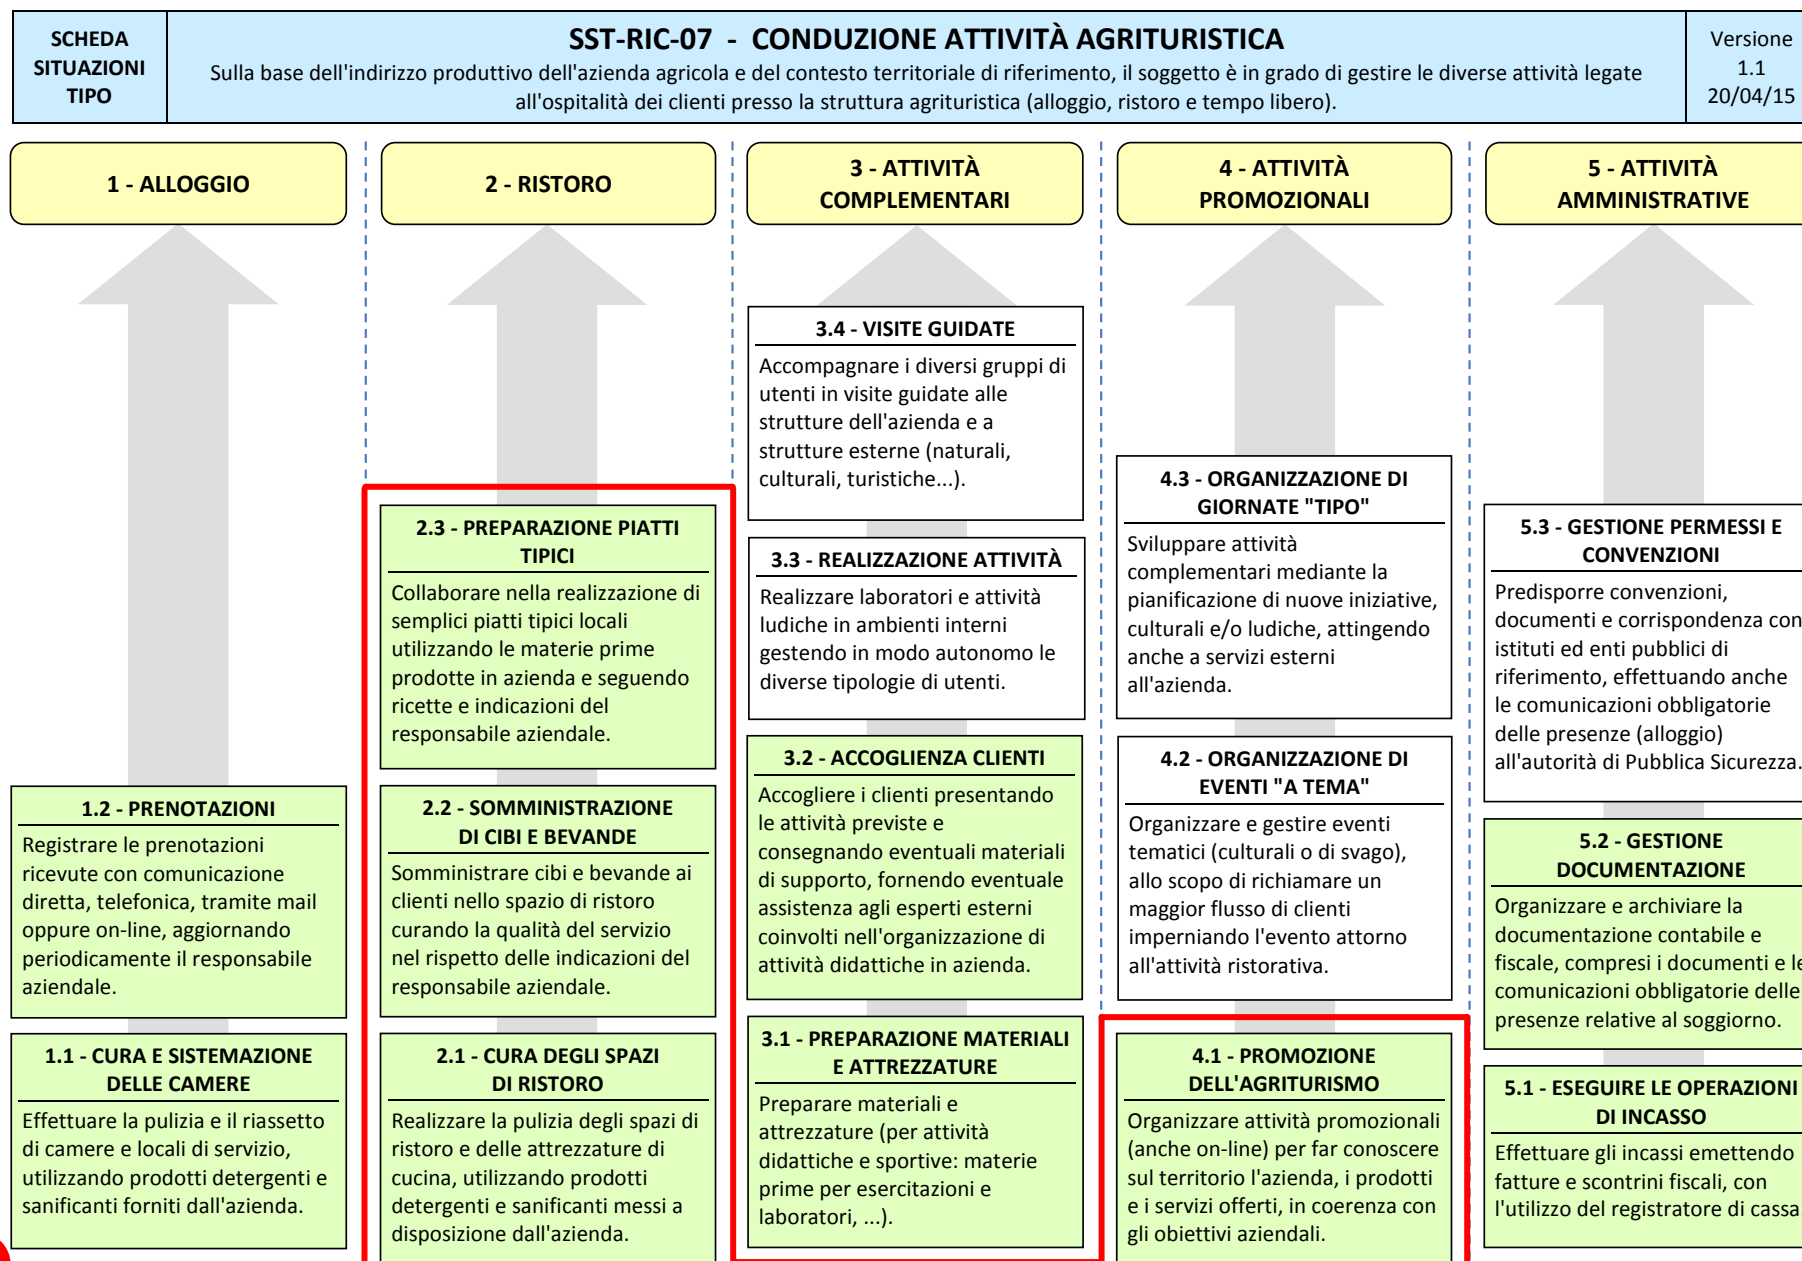 SCHEDA
SITUAZIONI
TIPO
SST-RIC-07 - CONDUZIONE ATTIVITÀ AGRITURISTICA
Sulla base dell'indirizzo produttivo dell'azienda agricola e del contesto territoriale di riferimento, il soggetto è in grado di gestire le diverse attività legate
all'ospitalità dei clienti presso la struttura agrituristica (alloggio, ristoro e tempo libero).
Versione
1.1
20/04/15
1 - ALLOGGIO
1.2 - PRENOTAZIONI
Registrare le prenotazioni
ricevute con comunicazione
diretta, telefonica, tramite mail
oppure on-line, aggiornando
periodicamente il responsabile
aziendale.
1.1 - CURA E SISTEMAZIONE
DELLE CAMERE
Effettuare la pulizia e il riassetto
di camere e locali di servizio,
utilizzando prodotti detergenti e
sanificanti forniti dall'azienda.
2 - RISTORO
2.3 - PREPARAZIONE PIATTI
TIPICI
Collaborare nella realizzazione di
semplici piatti tipici locali
utilizzando le materie prime
prodotte in azienda e seguendo
ricette e indicazioni del
responsabile aziendale.
2.2 - SOMMINISTRAZIONE
DI CIBI E BEVANDE
Somministrare cibi e bevande ai
clienti nello spazio di ristoro
curando la qualità del servizio
nel rispetto delle indicazioni del
responsabile aziendale.
2.1 - CURA DEGLI SPAZI
DI RISTORO
Realizzare la pulizia degli spazi di
ristoro e delle attrezzature di
cucina, utilizzando prodotti
detergenti e sanificanti messi a
disposizione dall'azienda.
3 - ATTIVITÀ
COMPLEMENTARI
3.4 - VISITE GUIDATE
Accompagnare i diversi gruppi di
utenti in visite guidate alle
strutture dell'azienda e a
strutture esterne (naturali,
culturali, turistiche...).
3.3 - REALIZZAZIONE ATTIVITÀ
Realizzare laboratori e attività
ludiche in ambienti interni
gestendo in modo autonomo le
diverse tipologie di utenti.
3.2 - ACCOGLIENZA CLIENTI
Accogliere i clienti presentando
le attività previste e
consegnando eventuali materiali
di supporto, fornendo eventuale
assistenza agli esperti esterni
coinvolti nell'organizzazione di
attività didattiche in azienda.
3.1 - PREPARAZIONE MATERIALI
E ATTREZZATURE
Preparare materiali e
attrezzature (per attività
didattiche e sportive: materie
prime per esercitazioni e
laboratori, ...).
4 - ATTIVITÀ
PROMOZIONALI
4.3 - ORGANIZZAZIONE DI
GIORNATE "TIPO"
Sviluppare attività
complementari mediante la
pianificazione di nuove iniziative,
culturali e/o ludiche, attingendo
anche a servizi esterni
all'azienda.
4.2 - ORGANIZZAZIONE DI
EVENTI "A TEMA"
Organizzare e gestire eventi
tematici (culturali o di svago),
allo scopo di richiamare un
maggior flusso di clienti
imperniando l'evento attorno
all'attività ristorativa.
4.1 - PROMOZIONE
DELL'AGRITURISMO
Organizzare attività promozionali
(anche on-line) per far conoscere
sul territorio l'azienda, i prodotti
e i servizi offerti, in coerenza con
gli obiettivi aziendali.
5 - ATTIVITÀ
AMMINISTRATIVE
5.3 - GESTIONE PERMESSI E
CONVENZIONI
Predisporre convenzioni,
documenti e corrispondenza con
istituti ed enti pubblici di
riferimento, effettuando anche
le comunicazioni obbligatorie
delle presenze (alloggio)
all'autorità di Pubblica Sicurezza.
5.2 - GESTIONE
DOCUMENTAZIONE
Organizzare e archiviare la
documentazione contabile e
fiscale, compresi i documenti e le
comunicazioni obbligatorie delle
presenze relative al soggiorno.
5.1 - ESEGUIRE LE OPERAZIONI
DI INCASSO
Effettuare gli incassi emettendo
fatture e scontrini fiscali, con
l'utilizzo del registratore di cassa